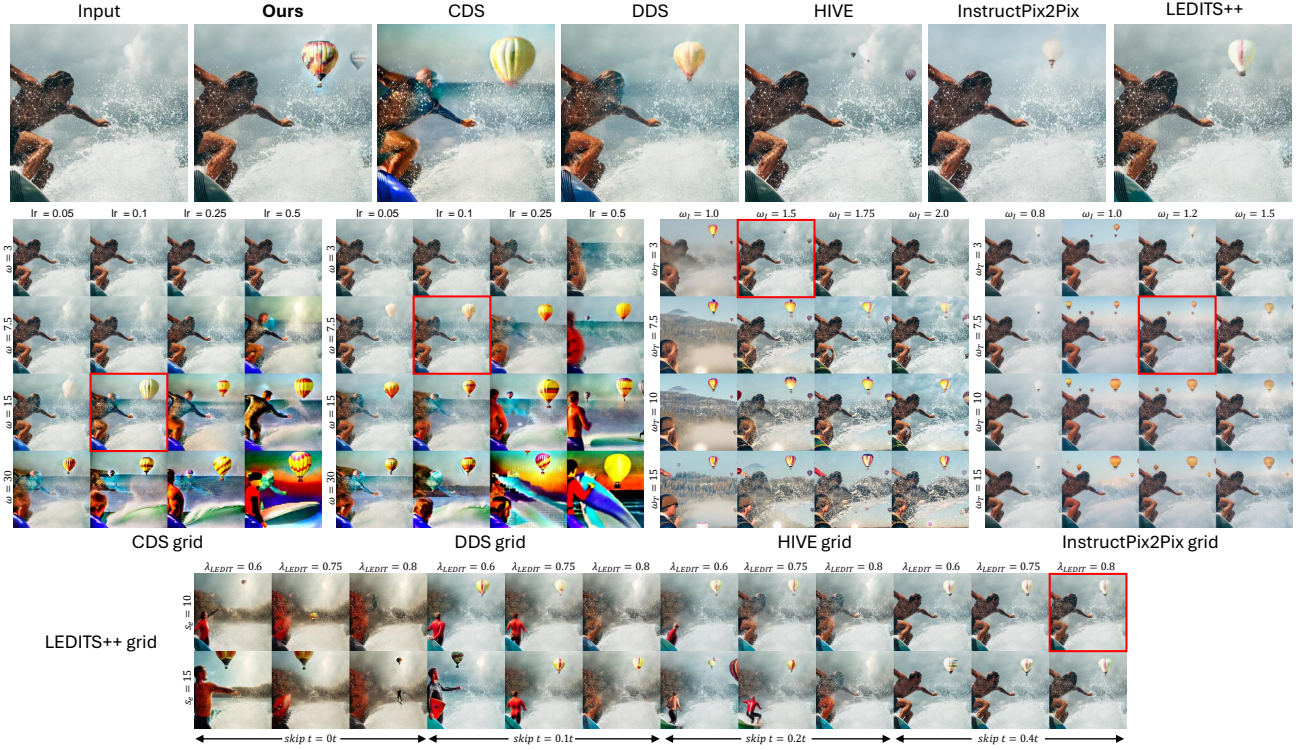 Input
Ours
CDS
DDS
HIVE
InstructPix2Pix
LEDITS++
lr = 0.05
lr = 0.1
lr = 0.25
lr = 0.5
lr = 0.05
lr = 0.1
lr = 0.25
lr = 0.5
ω_I = 1.0
ω_I = 1.5
ω_I = 1.75
ω_I = 2.0
ω_I = 0.8
ω_I = 1.0
ω_I = 1.2
ω_I = 1.5
ω = 3
ω = 7.5
ω = 15
ω = 30
ω = 3
ω = 7.5
ω = 15
ω = 30
ω_T = 3
ω_T = 7.5
ω_T = 10
ω_T = 15
ω_T = 3
ω_T = 7.5
ω_T = 10
ω_T = 15
CDS grid
DDS grid
HIVE grid
InstructPix2Pix grid
λ_LEDIT = 0.6
λ_LEDIT = 0.75
λ_LEDIT = 0.8
λ_LEDIT = 0.6
λ_LEDIT = 0.75
λ_LEDIT = 0.8
λ_LEDIT = 0.6
λ_LEDIT = 0.75
λ_LEDIT = 0.8
λ_LEDIT = 0.6
λ_LEDIT = 0.75
λ_LEDIT = 0.8
LEDITS++ grid
s_e = 10
s_e = 15
skip t = 0t
skip t = 0.1t
skip t = 0.2t
skip t = 0.4t